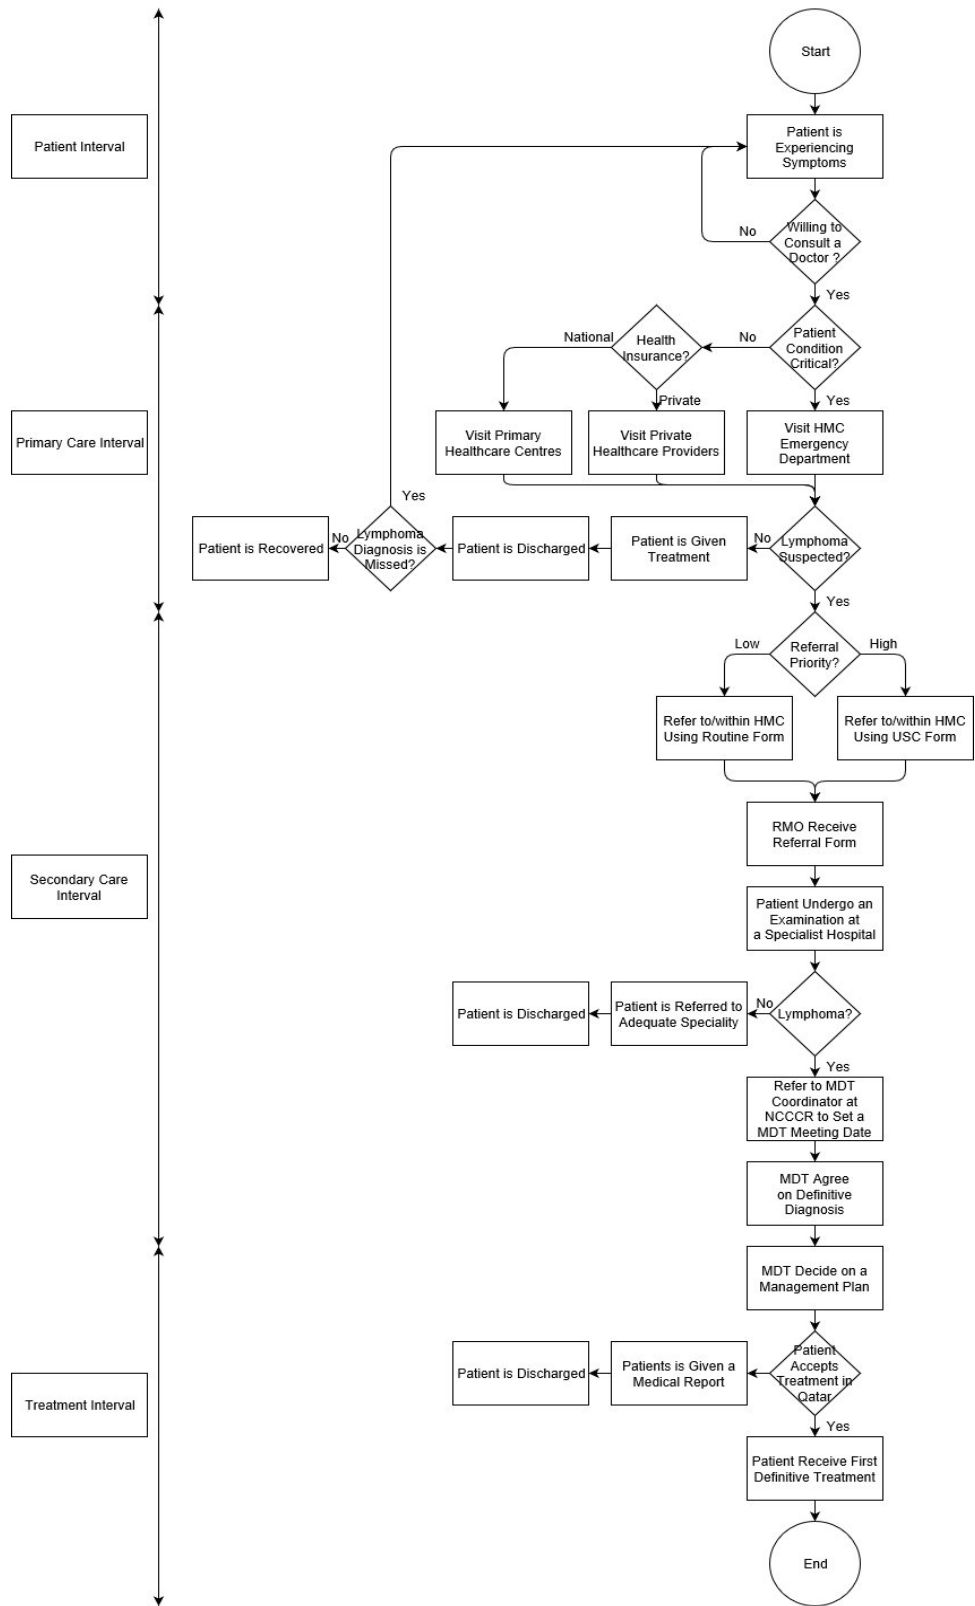 Start
Patient Interval
Patient is
Experiencing
Symptoms
Willing to
Consult a
Doctor ?
No
Yes
Patient
Condition
Critical?
No
Health
Insurance?
National
Private
Yes
Primary Care Interval
Visit Primary
Healthcare Centres
Visit Private
Healthcare Providers
Visit HMC
Emergency
Department
Yes
Patient is Recovered
No
Lymphoma
Diagnosis is
Missed?
Patient is Discharged
Patient is Given
Treatment
No
Lymphoma
Suspected?
Yes
Low
Referral
Priority?
High
Refer to/within HMC
Using Routine Form
Refer to/within HMC
Using USC Form
RMO Receive
Referral Form
Secondary Care
Interval
Patient Undergo an
Examination at
a Specialist Hospital
Patient is Discharged
Patient is Referred to
Adequate Speciality
No
Lymphoma?
Yes
Refer to MDT
Coordinator at
NCCCR to Set a
MDT Meeting Date
MDT Agree
on Definitive
Diagnosis
MDT Decide on a
Management Plan
Patient is Discharged
Patients is Given a
Medical Report
Patient
Accepts
Treatment in
Qatar
Treatment Interval
Yes
Patient Receive First
Definitive Treatment
End